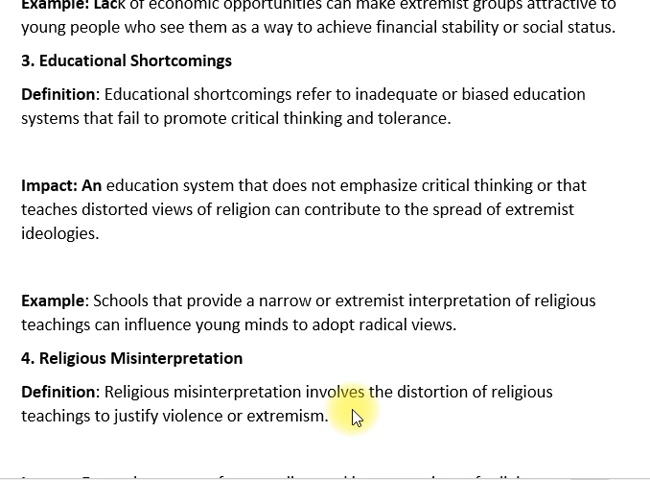 Example: Lack of economic opportunities can make extremist groups attractive to
young people who see them as a way to achieve financial stability or social status.
3. Educational Shortcomings
Definition: Educational shortcomings refer to inadequate or biased education
systems that fail to promote critical thinking and tolerance.
Impact: An education system that does not emphasize critical thinking or that
teaches distorted views of religion can contribute to the spread of extremist
ideologies.
Example: Schools that provide a narrow or extremist interpretation of religious
teachings can influence young minds to adopt radical views.
4. Religious Misinterpretation
Definition: Religious misinterpretation involves the distortion of religious
teachings to justify violence or extremism.